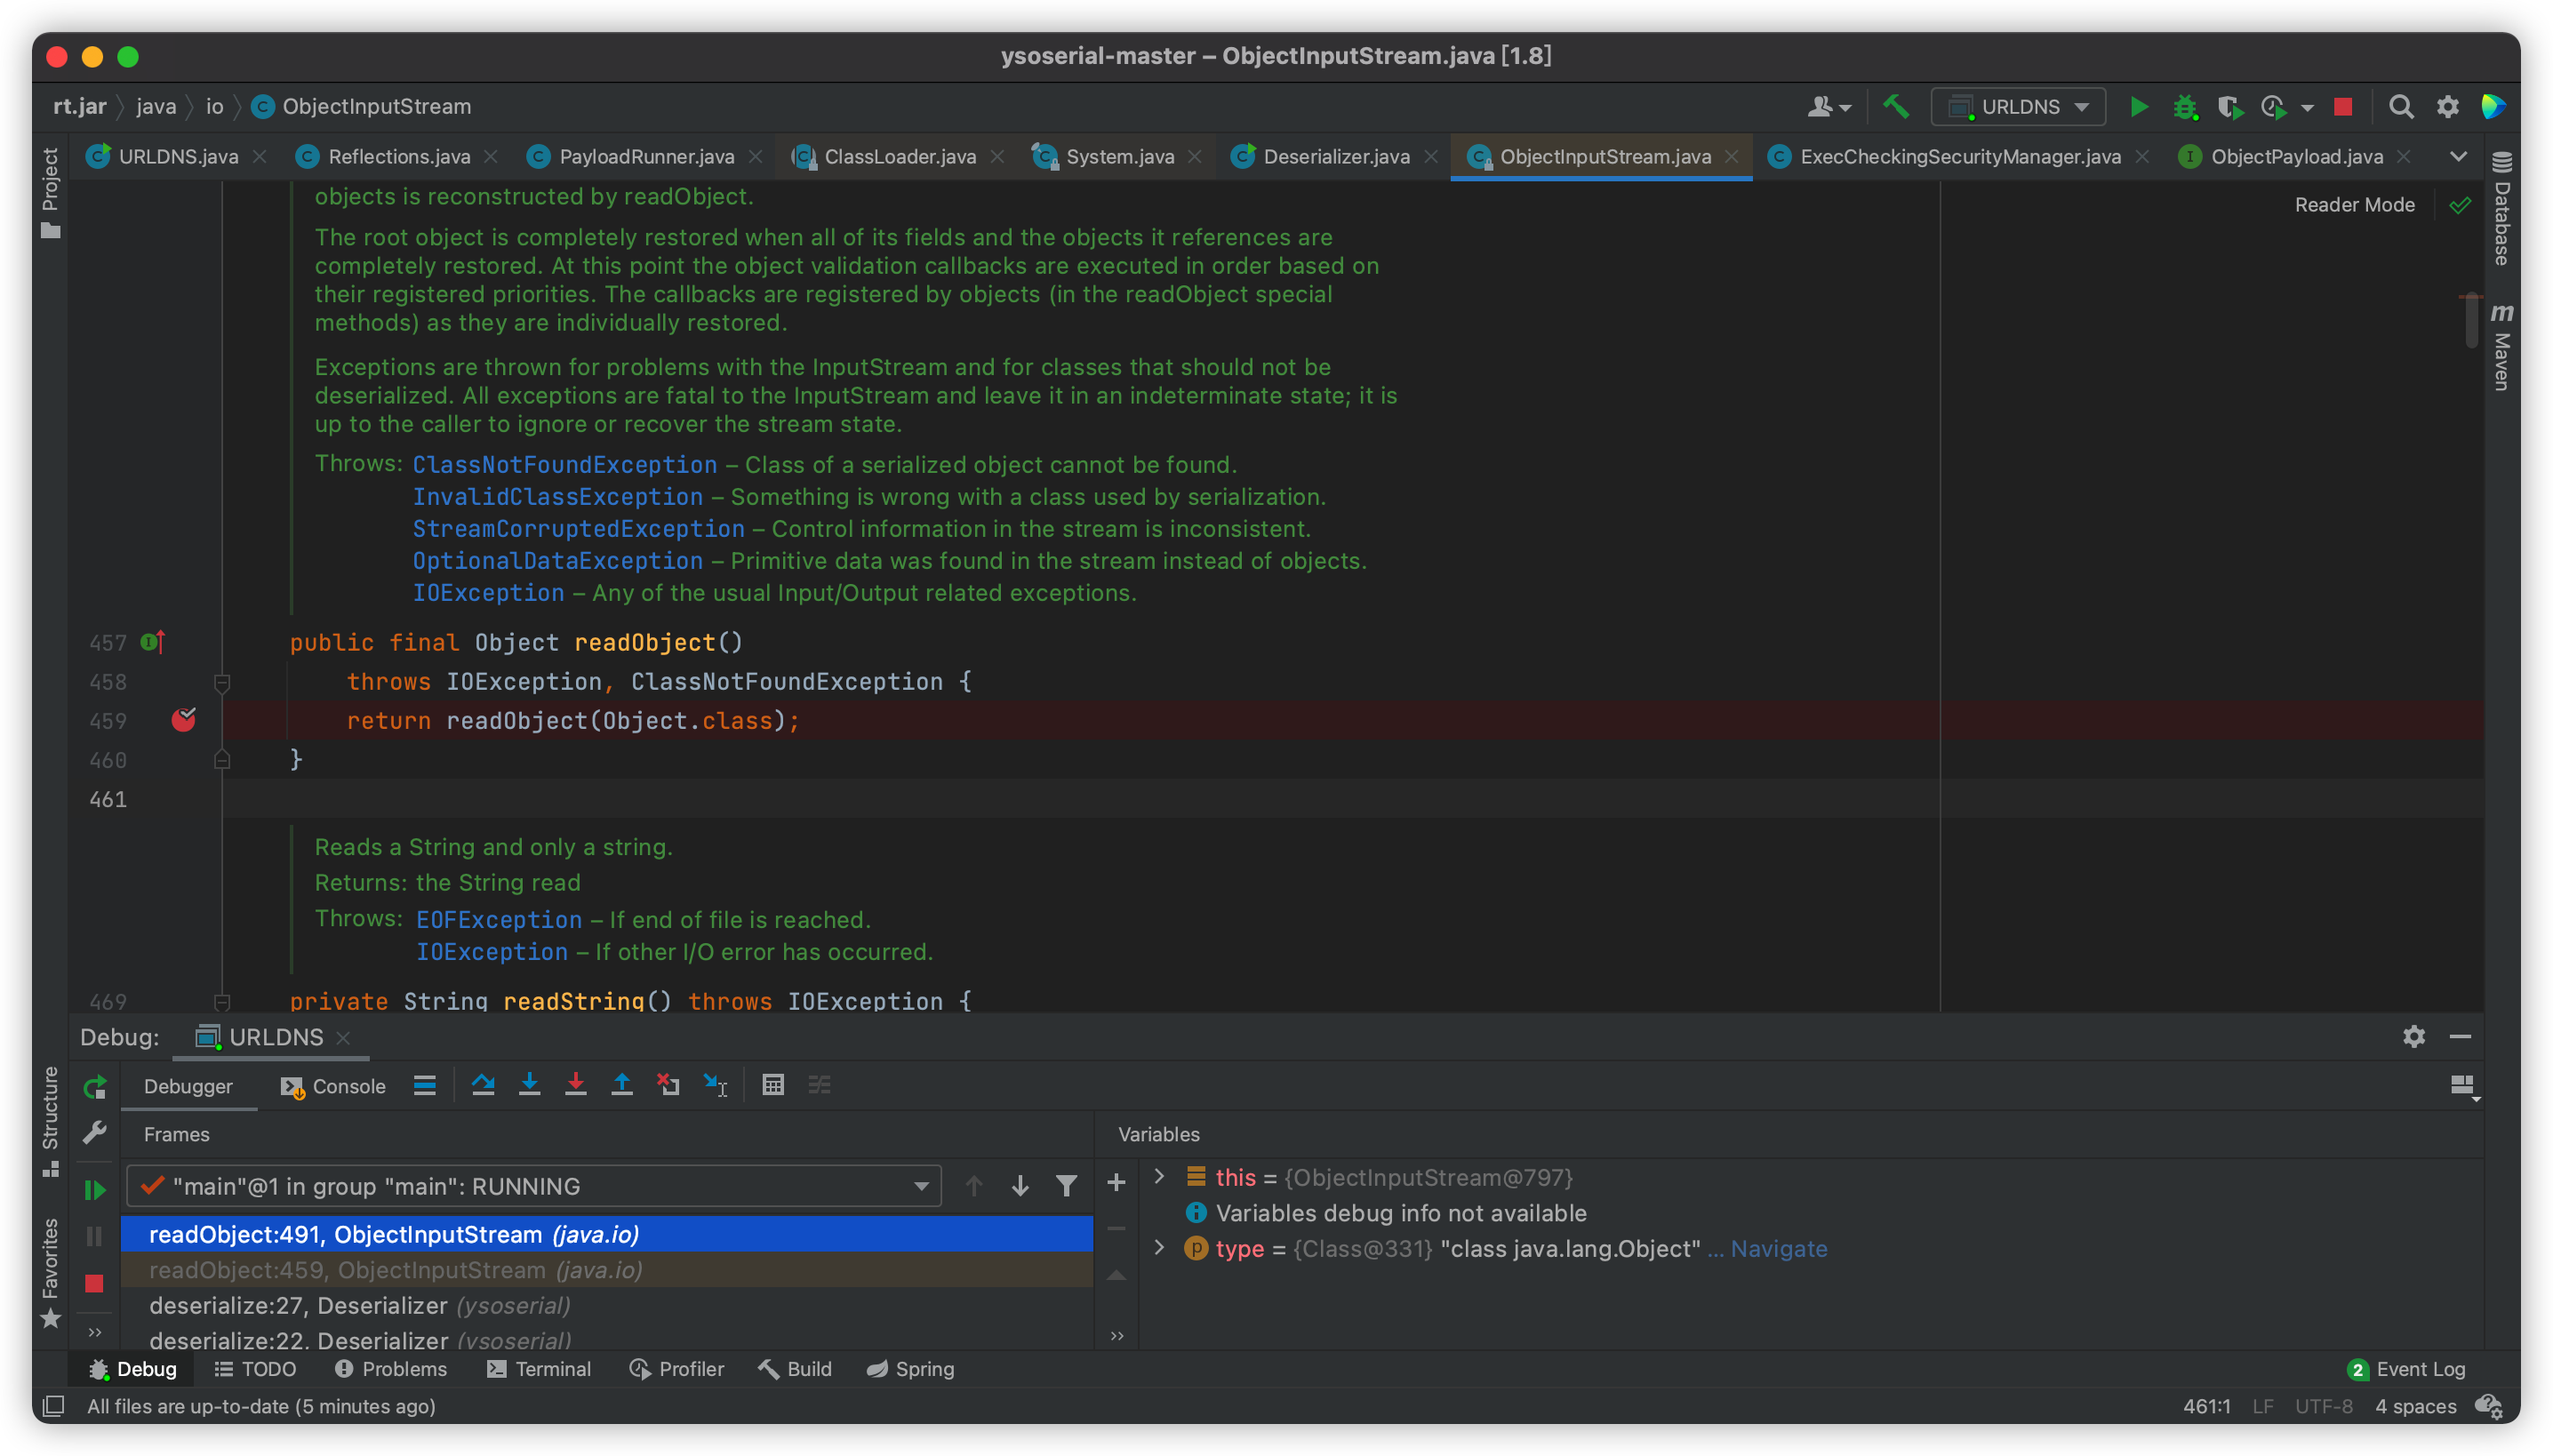 ysoserial-master – ObjectInputStream.java [1.8]
rt.jar java io ObjectInputStream
URLDNS
URLDNS.java Reflections.java PayloadRunner.java ClassLoader.java System.java Deserializer.java ObjectInputStream.java ExecCheckingSecurityManager.java ObjectPayload.java
Project
Database
Maven
Reader Mode
objects is reconstructed by readObject.
The root object is completely restored when all of its fields and the objects it references are
completely restored. At this point the object validation callbacks are executed in order based on
their registered priorities. The callbacks are registered by objects (in the readObject special
methods) as they are individually restored.
Exceptions are thrown for problems with the InputStream and for classes that should not be
deserialized. All exceptions are fatal to the InputStream and leave it in an indeterminate state; it is
up to the caller to ignore or recover the stream state.
Throws: ClassNotFoundException – Class of a serialized object cannot be found.
InvalidClassException – Something is wrong with a class used by serialization.
StreamCorruptedException – Control information in the stream is inconsistent.
OptionalDataException – Primitive data was found in the stream instead of objects.
IOException – Any of the usual Input/Output related exceptions.
457 public final Object readObject()
458 throws IOException, ClassNotFoundException {
459 return readObject(Object.class);
460 }
461
Reads a String and only a string.
Returns: the String read
Throws: EOFException – If end of file is reached.
IOException – If other I/O error has occurred.
469 private String readString() throws IOException {
Debug: URLDNS
Structure
Favorites
Debugger Console
Frames
Variables
"main"@1 in group "main": RUNNING
readObject:491, ObjectInputStream (java.io)
readObject:459, ObjectInputStream (java.io)
deserialize:27, Deserializer (ysoserial)
deserialize:22, Deserializer (ysoserial)
this = {ObjectInputStream@797}
Variables debug info not available
type = {Class@331} "class java.lang.Object" ... Navigate
Debug TODO Problems Terminal Profiler Build Spring
2 Event Log
All files are up-to-date (5 minutes ago)
461:1 LF UTF-8 4 spaces